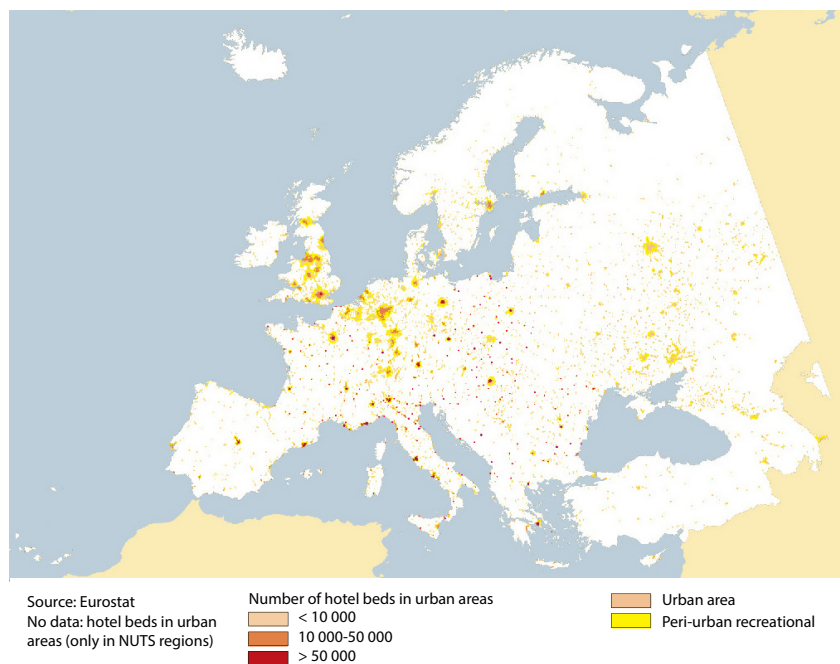 Source: Eurostat
No data: hotel beds in urban
areas (only in NUTS regions)
Number of hotel beds in urban areas
< 10 000
10 000-50 000
> 50 000
Urban area
Peri-urban recreational